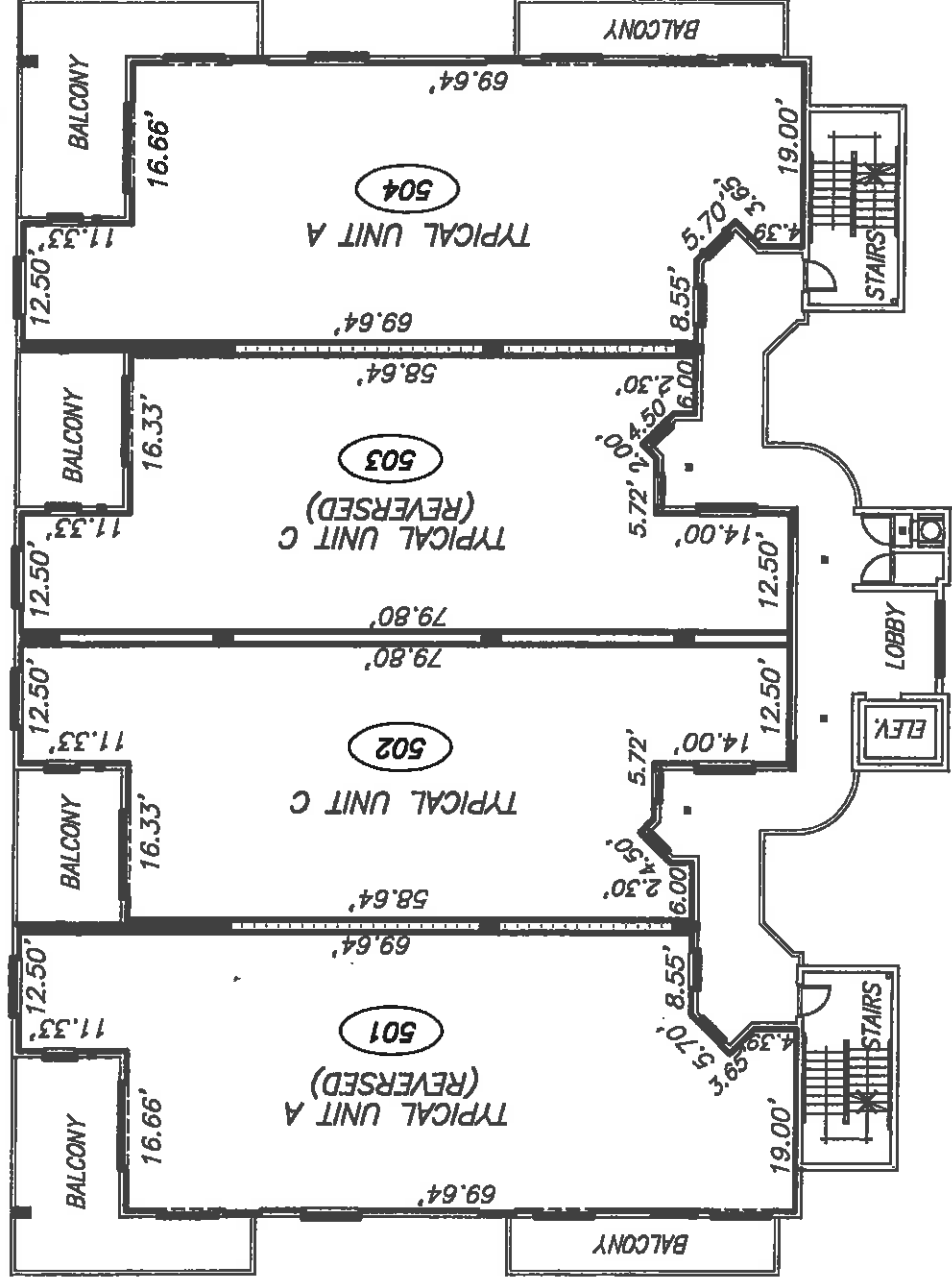 BALCONY
BALCONY
69.64'
16.66'
19.00'
504
TYPICAL UNIT A
11.33'
12.50'
3.65'
5.70'
4.39
STAIRS
8.55'
69.64'
BALCONY
58.64'
16.33'
2.30'
6.00
4.50
2.00'
503
TYPICAL UNIT C
(REVERSED)
11.33'
12.50'
5.72'
14.00'
12.50'
79.80'
LOBBY
79.80'
12.50'
12.50'
ELEV.
11.33'
5.72'
14.00'
502
TYPICAL UNIT C
BALCONY
16.33'
4.50'
2.30'
6.00
58.64'
69.64'
12.50'
11.33'
8.55'
501
TYPICAL UNIT A
(REVERSED)
5.70'
3.65'
4.39'
STAIRS
BALCONY
16.66'
19.00'
69.64'
BALCONY